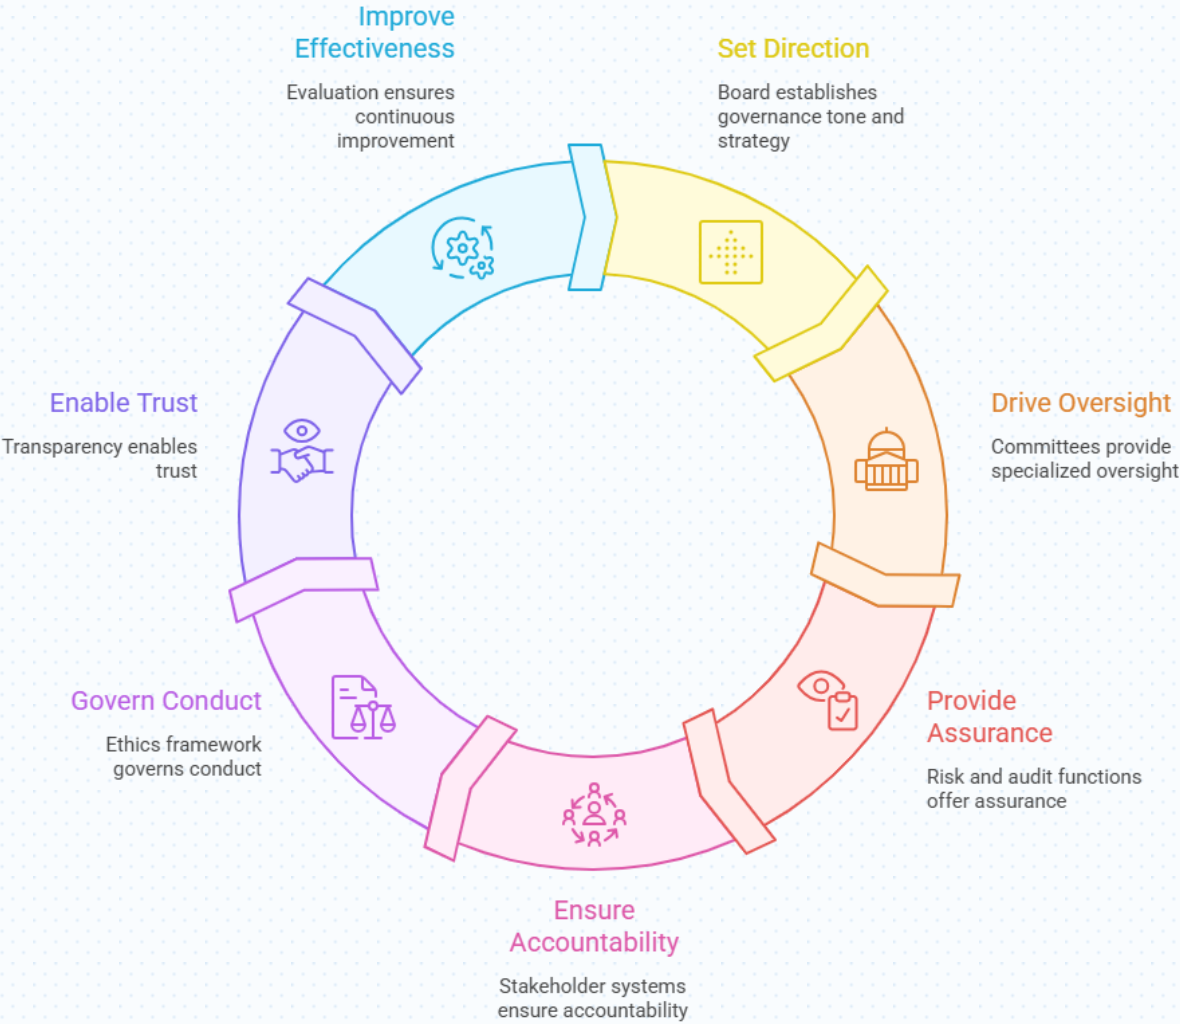 Improve
Effectiveness
Evaluation ensures
continuous
improvement
Set Direction
Board establishes
governance tone and
strategy
Drive Oversight
Committees provide
specialized oversight
Provide
Assurance
Risk and audit functions
offer assurance
Ensure
Accountability
Stakeholder systems
ensure accountability
Govern Conduct
Ethics framework
governs conduct
Enable Trust
Transparency enables
trust